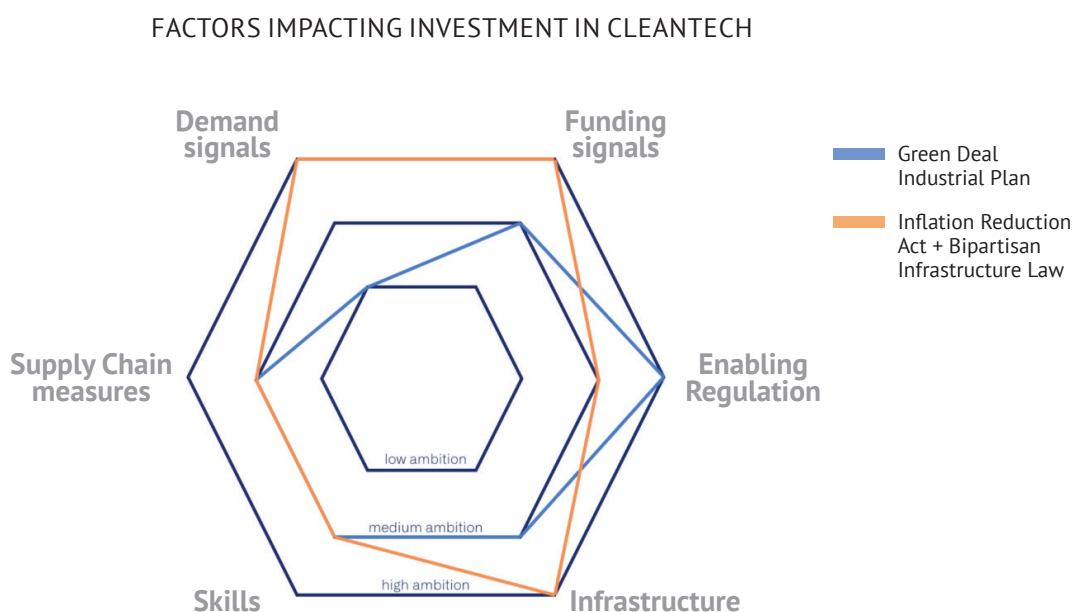 FACTORS IMPACTING INVESTMENT IN CLEANTECH
Demand
signals
Funding
signals
Green Deal
Industrial Plan
Inflation Reduction
Act + Bipartisan
Infrastructure Law
Supply Chain
measures
Enabling
Regulation
low ambition
medium ambition
high ambition
Skills
Infrastructure